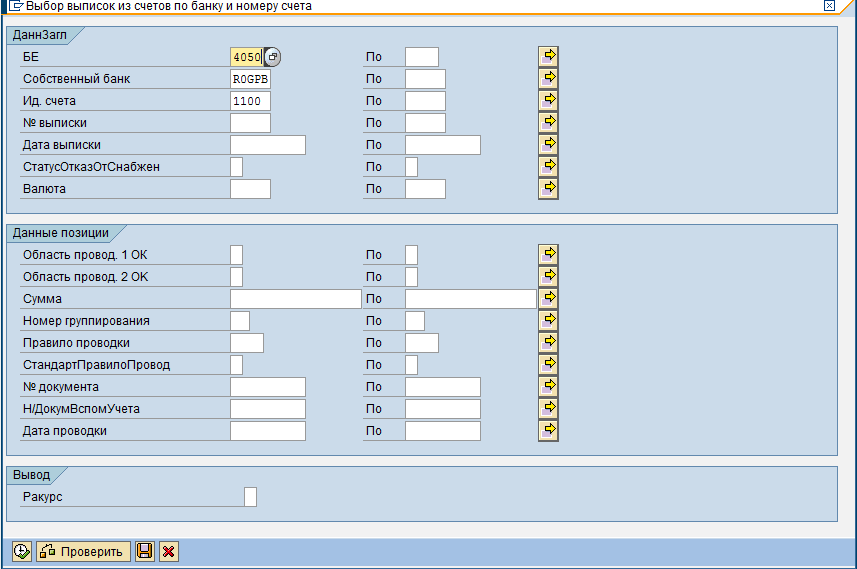 Выбор выписок из счетов по банку и номеру счета
ДаннЗагл
БЕ 4050 По
Собственный банк ROGPB По
Ид. счета 1100 По
№ выписки По
Дата выписки По
СтатусОтказОтСнабжен По
Валюта По
Данные позиции
Область провод. 1 ОК По
Область провод. 2 ОК По
Сумма По
Номер группирования По
Правило проводки По
СтандартПравилоПровод По
№ документа По
Н/ДокумВспомУчета По
Дата проводки По
Вывод
Ракурс
Проверить